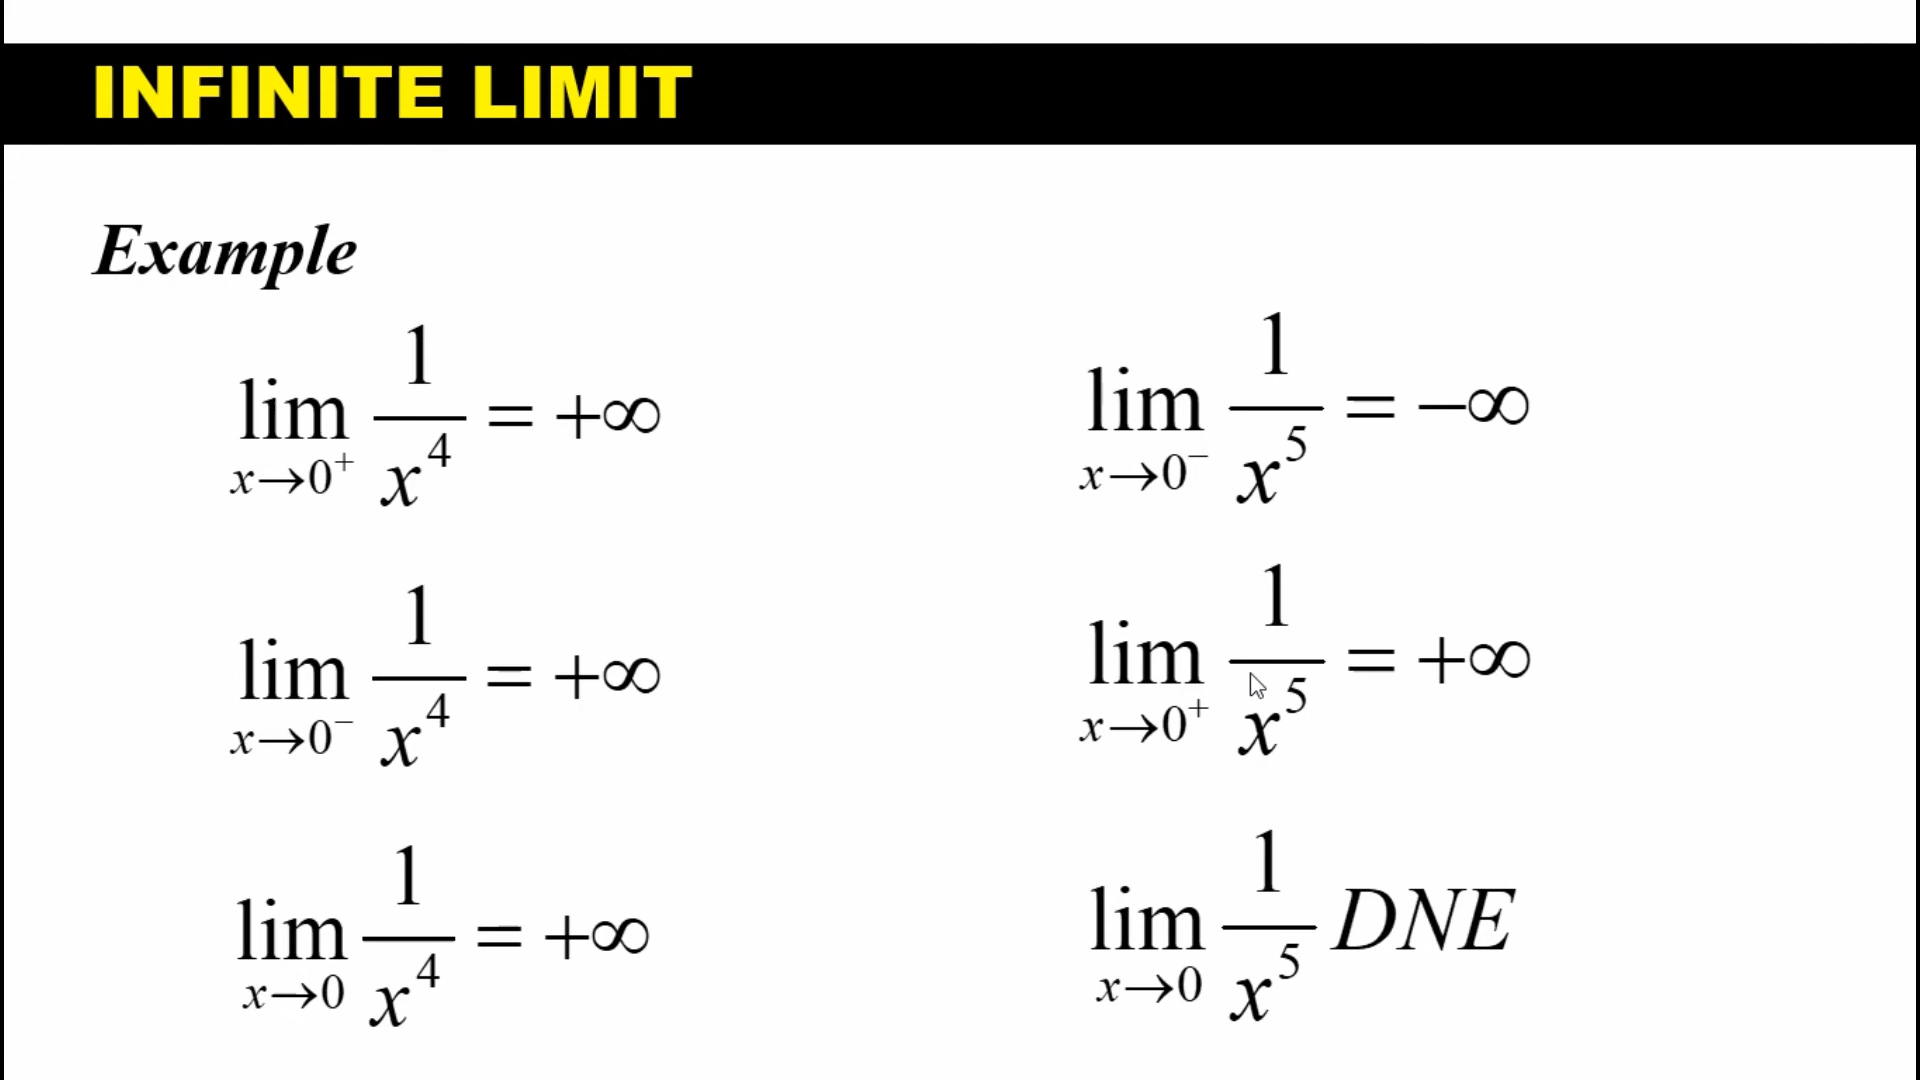 INFINITE LIMIT
Example
lim_{x→0⁺} 1/x⁴ = +∞
lim_{x→0⁻} 1/x⁴ = +∞
lim_{x→0} 1/x⁴ = +∞
lim_{x→0⁻} 1/x⁵ = −∞
lim_{x→0⁺} 1/x⁵ = +∞
lim_{x→0} 1/x⁵ DNE